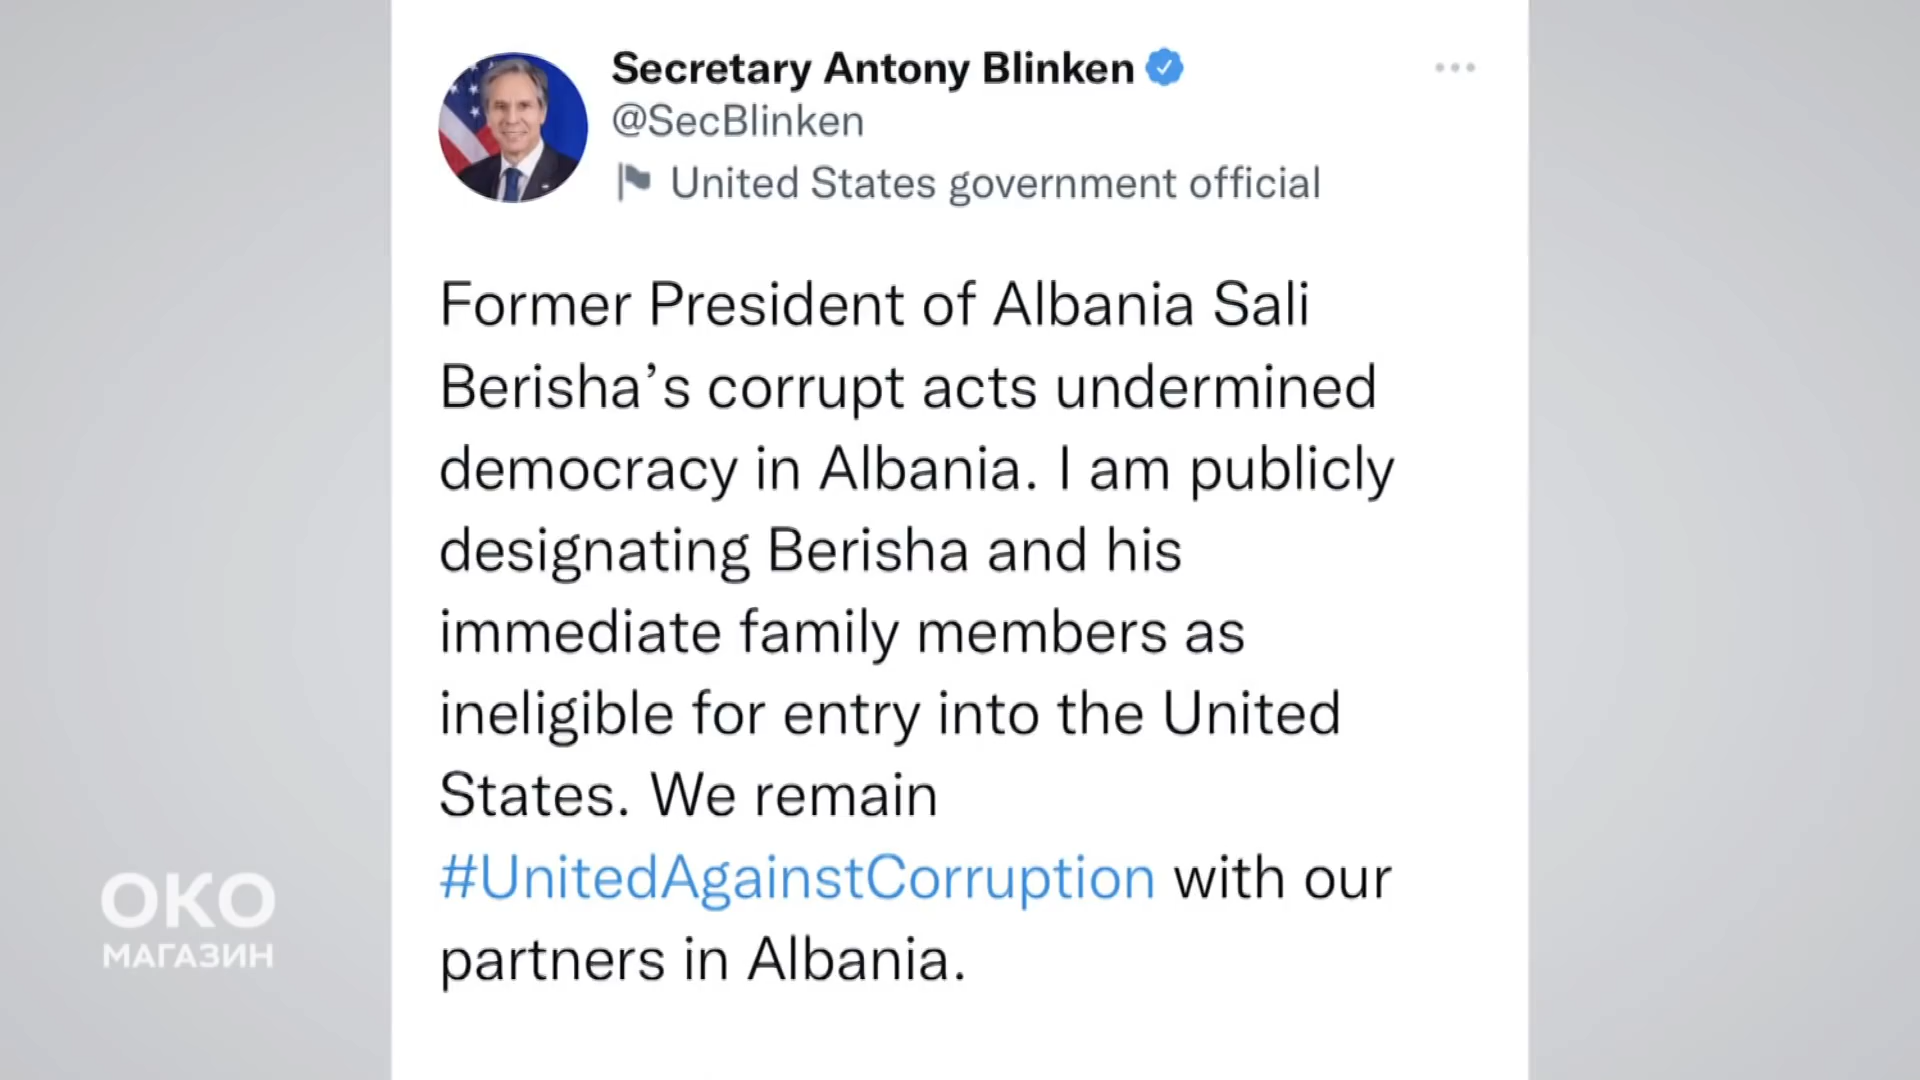 Secretary Antony Blinken
@SecBlinken
United States government official
Former President of Albania Sali
Berisha’s corrupt acts undermined
democracy in Albania. I am publicly
designating Berisha and his
immediate family members as
ineligible for entry into the United
States. We remain
#UnitedAgainstCorruption with our
partners in Albania.
ОКО
МАГАЗИН